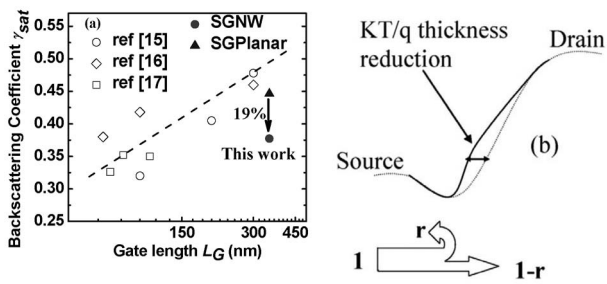 Backscattering Coefficient γsat
0.55
0.50
0.45
0.40
0.35
0.30
0.25
(a)
ref [15]
ref [16]
ref [17]
SGNW
SGPlanar
19%
This work
150
300
450
Gate length LG (nm)
KT/q thickness
reduction
Drain
Source
(b)
r
1
1-r